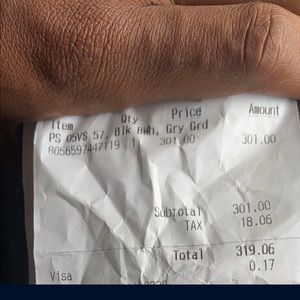 Item Qty Price Amount
PS 05VS 57, Blk BWh, Gry Grd
8056597447119 1 301.00 301.00
Subtotal 301.00
TAX 18.06
Total 319.06
0.17
Visa